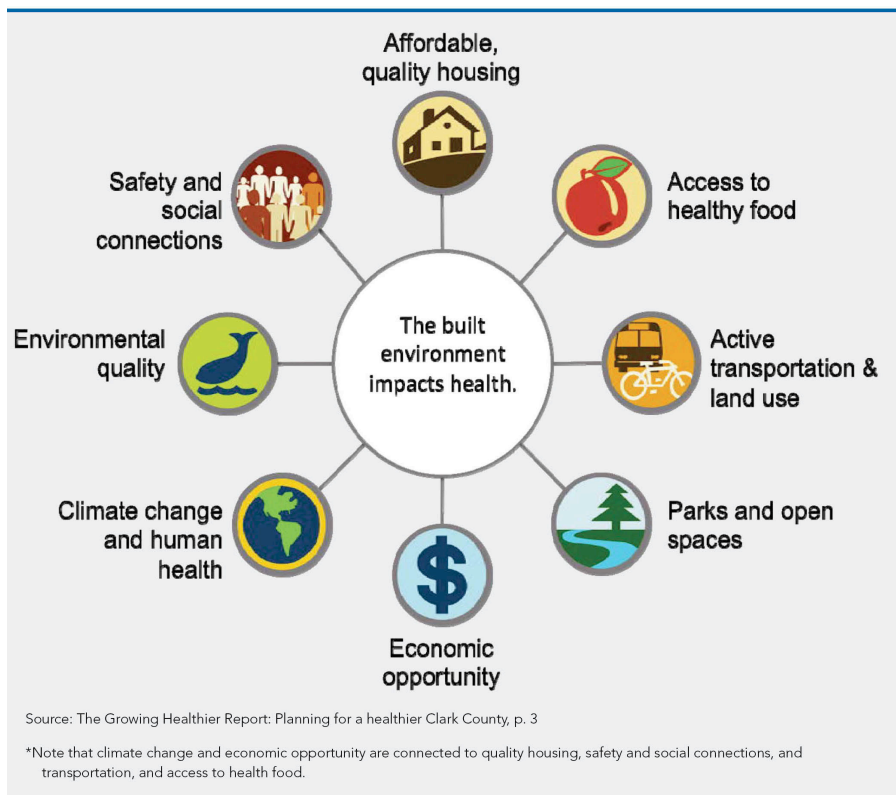 Affordable,
quality housing
Safety and
social
connections
Access to
healthy food
The built
environment
impacts health.
Environmental
quality
Active
transportation &
land use
Climate change
and human
health
Parks and open
spaces
$
Economic
opportunity
Source: The Growing Healthier Report: Planning for a healthier Clark County, p. 3
*Note that climate change and economic opportunity are connected to quality housing, safety and social connections, and
transportation, and access to health food.